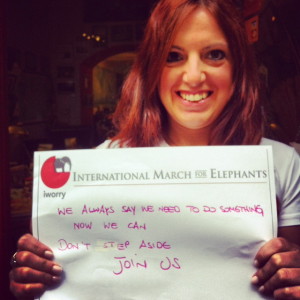 INTERNATIONAL MARCH FOR ELEPHANTS
iworry
WE ALWAYS SAY WE NEED TO DO SOMETHING
NOW WE CAN
DON'T STEP ASIDE
JOIN US